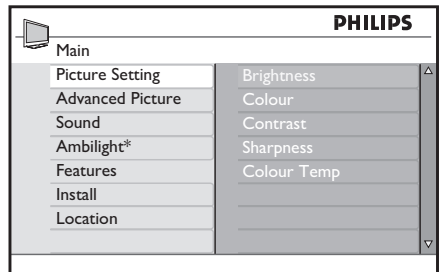 PHILIPS
Main
Picture Setting
Advanced Picture
Sound
Ambilight*
Features
Install
Location
Brightness
Colour
Contrast
Sharpness
Colour Temp